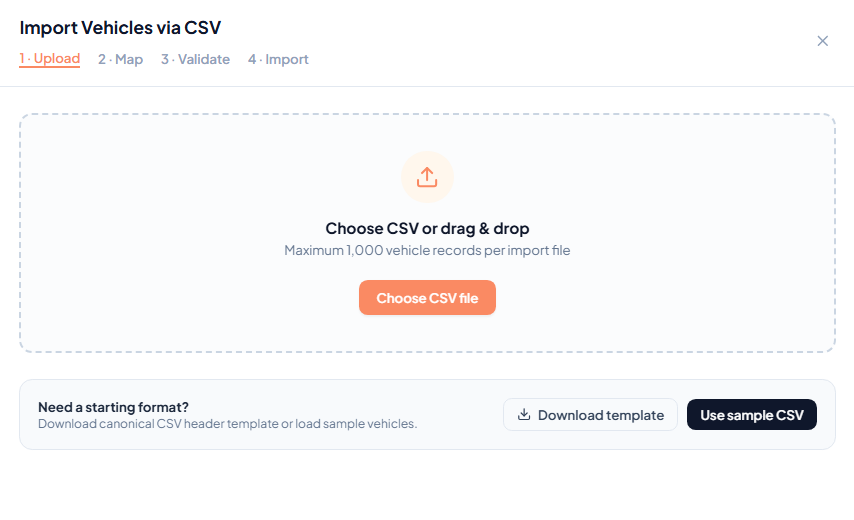 Import Vehicles via CSV
1 · Upload 2 · Map 3 · Validate 4 · Import
Choose CSV or drag & drop
Maximum 1,000 vehicle records per import file
Choose CSV file
Need a starting format?
Download canonical CSV header template or load sample vehicles.
Download template
Use sample CSV